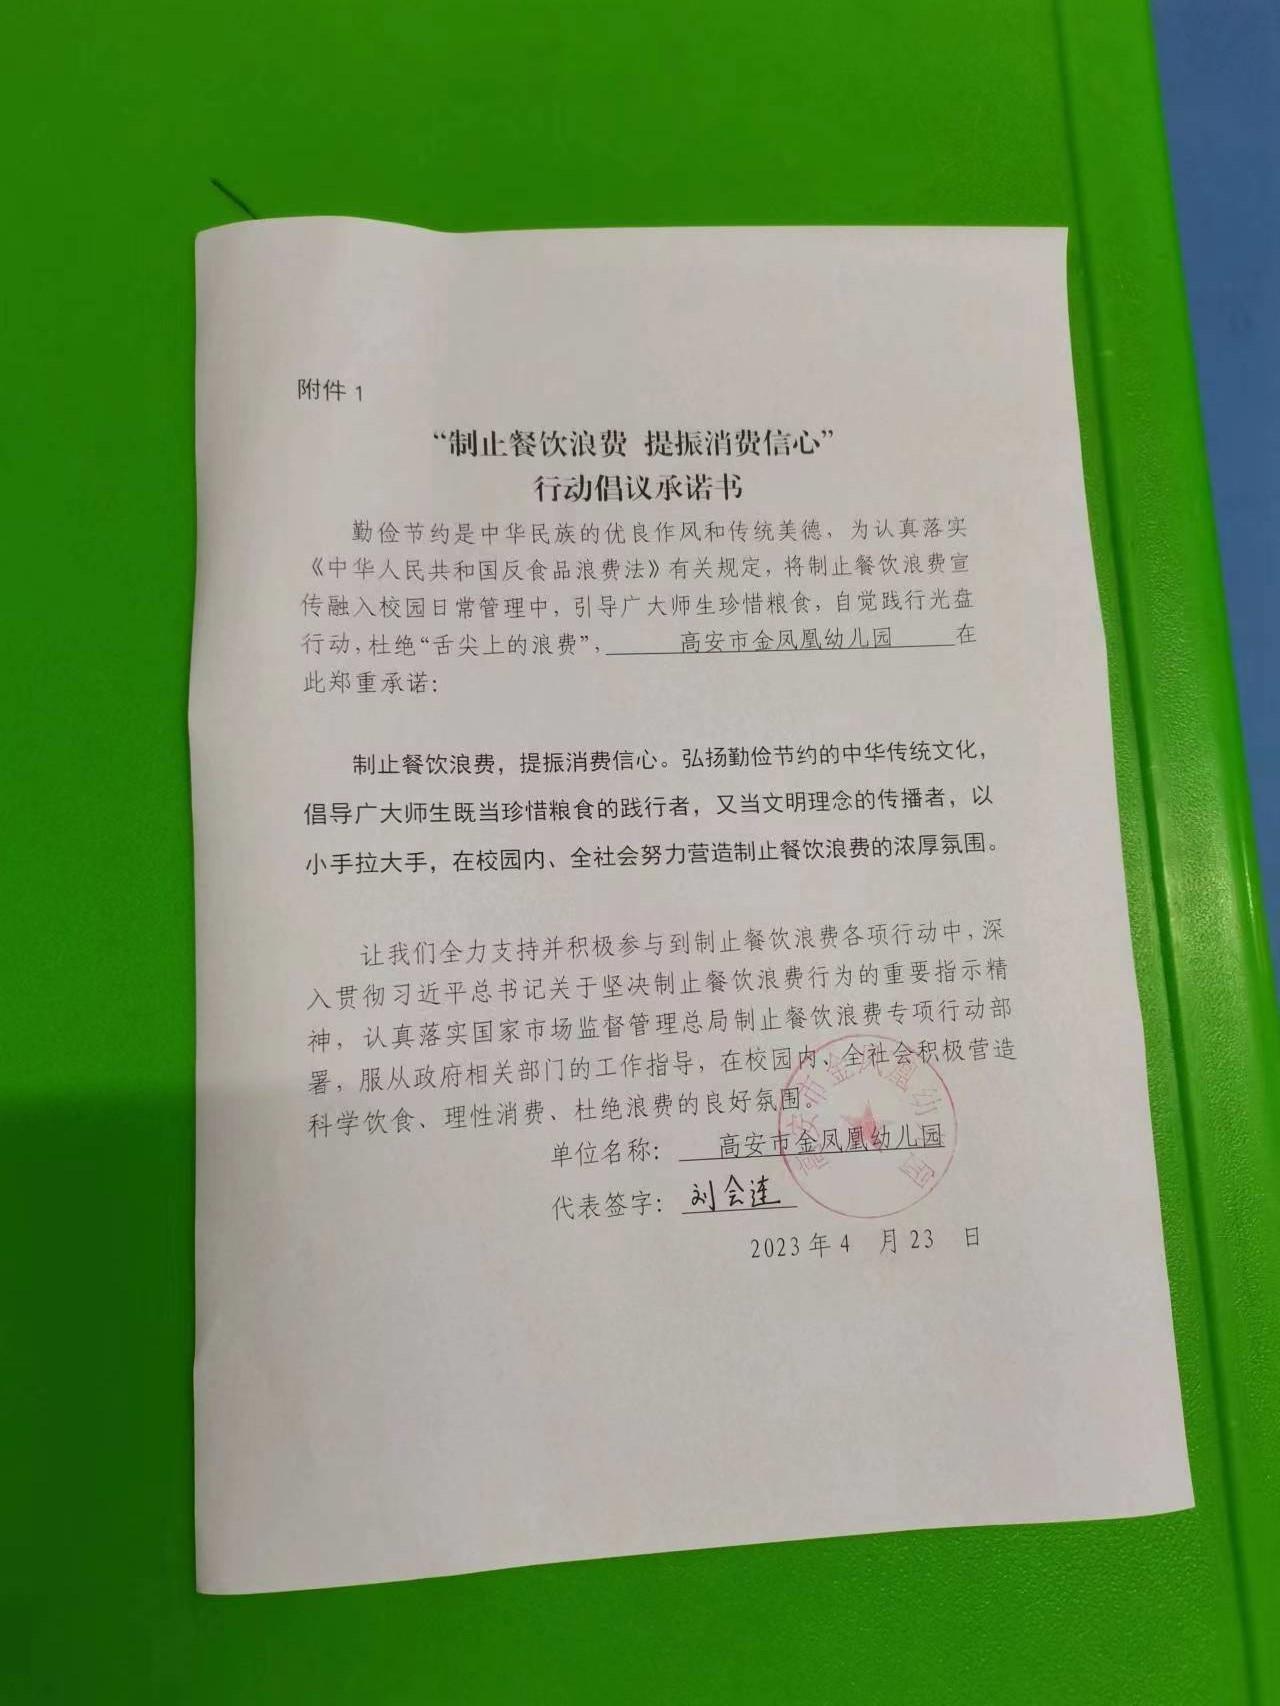 附件 1
“制止餐饮浪费 提振消费信心”
行动倡议承诺书
勤俭节约是中华民族的优良作风和传统美德，为认真落实
《中华人民共和国反食品浪费法》有关规定，将制止餐饮浪费宣
传融入校园日常管理中，引导广大师生珍惜粮食，自觉践行光盘
行动，杜绝“舌尖上的浪费”，高安市金凤凰幼儿园在
此郑重承诺：
制止餐饮浪费，提振消费信心。弘扬勤俭节约的中华传统文化，
倡导广大师生既当珍惜粮食的践行者，又当文明理念的传播者，以
小手拉大手，在校园内、全社会努力营造制止餐饮浪费的浓厚氛围。
让我们全力支持并积极参与到制止餐饮浪费各项行动中，深
入贯彻习近平总书记关于坚决制止餐饮浪费行为的重要指示精
神，认真落实国家市场监督管理总局制止餐饮浪费专项行动部
署，服从政府相关部门的工作指导，在校园内、全社会积极营造
科学饮食、理性消费、杜绝浪费的良好氛围。
单位名称：高安市金凤凰幼儿园
代表签字：刘会莲
2023 年 4 月 23 日
高安市金凤凰幼儿园